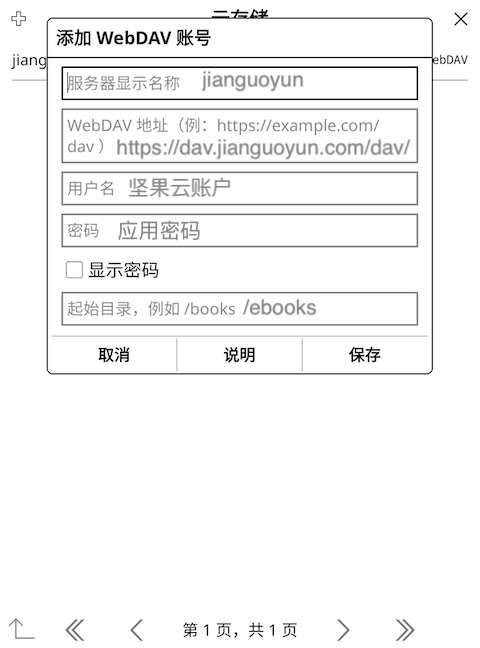 云存储
添加 WebDAV 账号
jiang
ebDAV
服务器显示名称 jianguoyun
WebDAV 地址（例：https://example.com/
dav ） https://dav.jianguoyun.com/dav/
用户名 坚果云账户
密码 应用密码
显示密码
起始目录，例如 /books /ebooks
取消 说明 保存
第 1 页，共 1 页